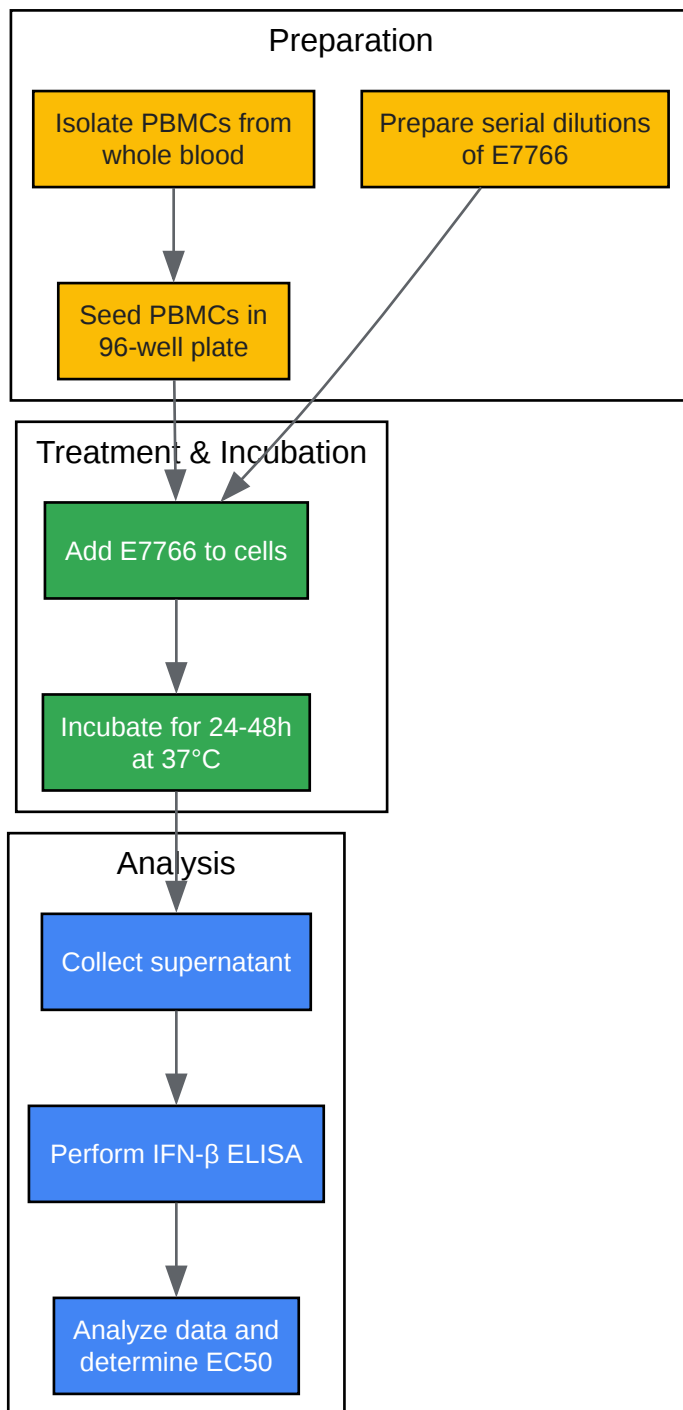 Preparation
Isolate PBMCs from
whole blood
Prepare serial dilutions
of E7766
Seed PBMCs in
96-well plate
Treatment & Incubation
Add E7766 to cells
Incubate for 24-48h
at 37°C
Analysis
Collect supernatant
Perform IFN-β ELISA
Analyze data and
determine EC50